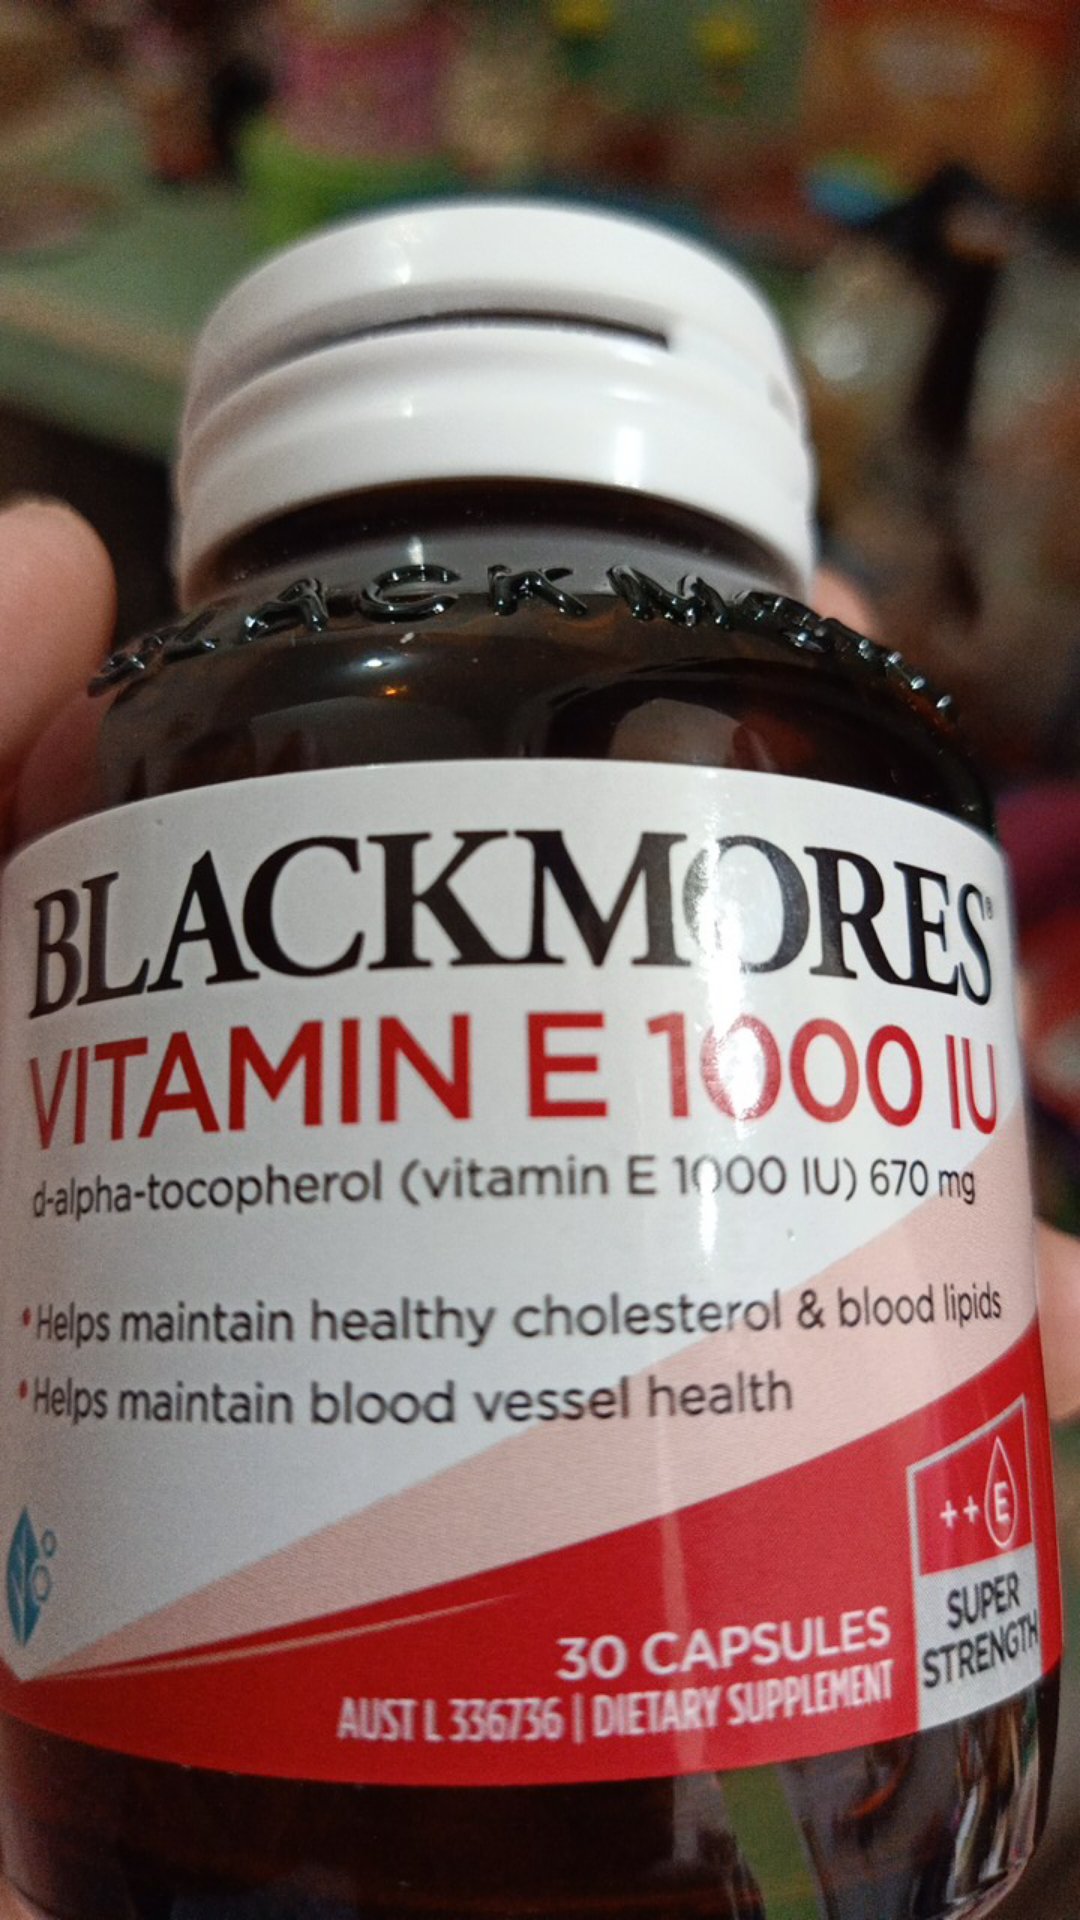 BLACKMORES
BLACKMORES®
VITAMIN E 1000 IU
d-alpha-tocopherol (vitamin E 1000 IU) 670 mg
• Helps maintain healthy cholesterol & blood lipids
• Helps maintain blood vessel health
++E
SUPER
STRENGTH
30 CAPSULES
AUST L 336736 | DIETARY SUPPLEMENT